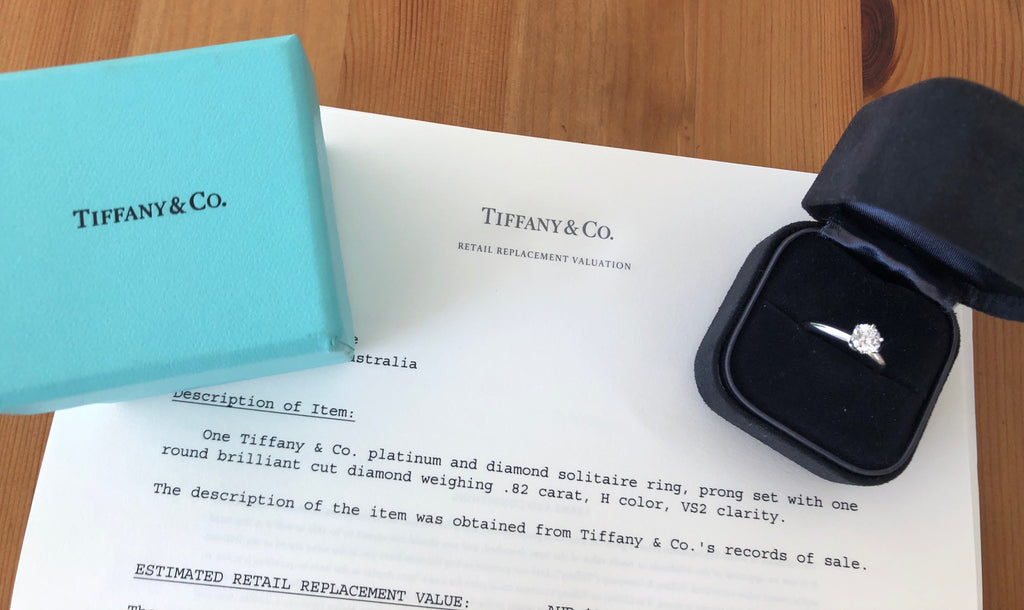 TIFFANY & CO.
TIFFANY & CO.
RETAIL REPLACEMENT VALUATION
Description of Item:
One Tiffany & Co. platinum and diamond solitaire ring, prong set with one
round brilliant cut diamond weighing .82 carat, H color, VS2 clarity.
The description of the item was obtained from Tiffany & Co.'s records of sale.
ESTIMATED RETAIL REPLACEMENT VALUE: